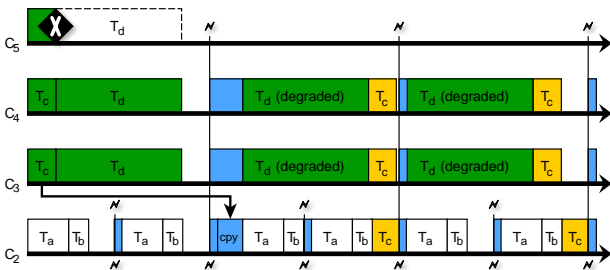 C5 Td
C4 Tc Td Td (degraded) Tc Td (degraded) Tc
C3 Tc Td Td (degraded) Tc Td (degraded) Tc
C2 Ta Tb Ta Tb cpy Ta Tb Ta Tb Tc Ta Tb Ta Tb Tc